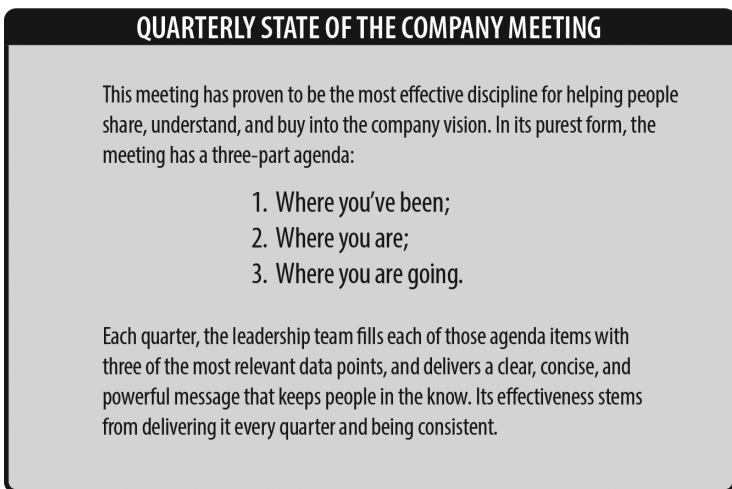 QUARTERLY STATE OF THE COMPANY MEETING
This meeting has proven to be the most effective discipline for helping people
share, understand, and buy into the company vision. In its purest form, the
meeting has a three-part agenda:
1. Where you've been;
2. Where you are;
3. Where you are going.
Each quarter, the leadership team fills each of those agenda items with
three of the most relevant data points, and delivers a clear, concise, and
powerful message that keeps people in the know. Its effectiveness stems
from delivering it every quarter and being consistent.